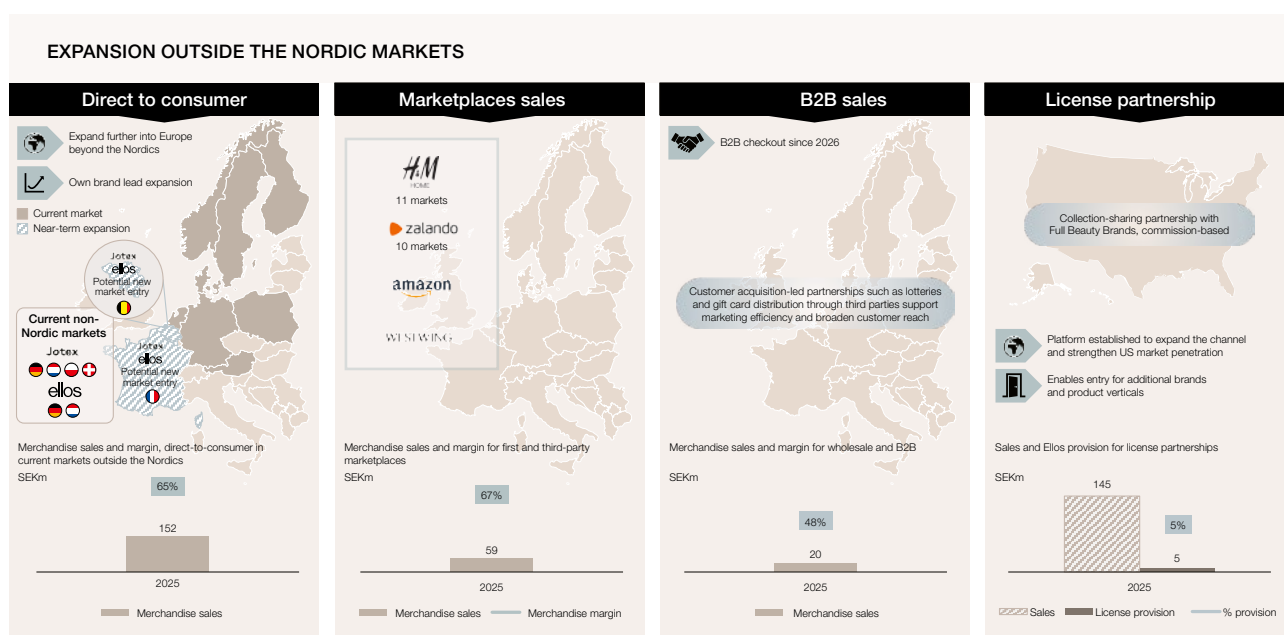 EXPANSION OUTSIDE THE NORDIC MARKETS
Direct to consumer
Expand further into Europe
beyond the Nordics
Own brand lead expansion
Current market
Near-term expansion
Jotex
ellos
Potential new
market entry
Current non-
Nordic markets
Jotex
ellos
Jotex
ellos
Potential new
market entry
Merchandise sales and margin, direct-to-consumer in
current markets outside the Nordics
SEKm
65%
152
2025
Merchandise sales
Marketplaces sales
H&M
HOME
11 markets
zalando
10 markets
amazon
WESTWING
Merchandise sales and margin for first and third-party
marketplaces
SEKm
67%
59
2025
Merchandise sales
Merchandise margin
B2B sales
B2B checkout since 2026
Customer acquisition-led partnerships such as lotteries
and gift card distribution through third parties support
marketing efficiency and broaden customer reach
Merchandise sales and margin for wholesale and B2B
SEKm
48%
20
2025
Merchandise sales
License partnership
Collection-sharing partnership with
Full Beauty Brands, commission-based
Platform established to expand the channel
and strengthen US market penetration
Enables entry for additional brands
and product verticals
Sales and Ellos provision for license partnerships
SEKm
145
5%
5
2025
Sales
License provision
% provision